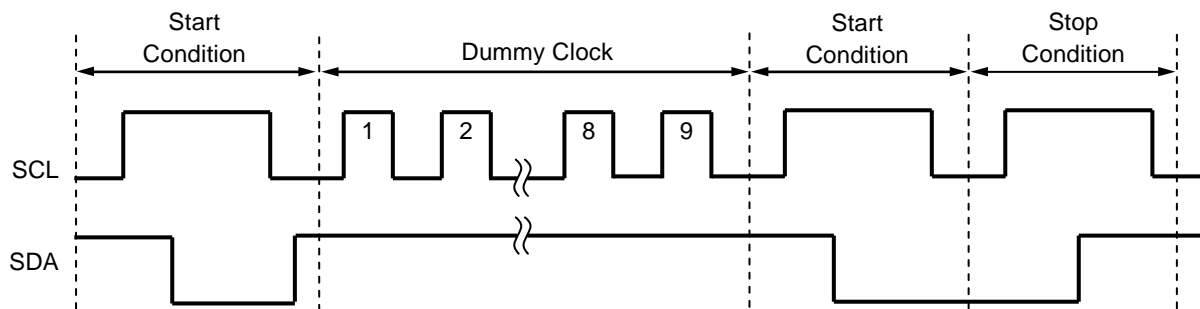 Start
Condition
Dummy Clock
Start
Condition
Stop
Condition
SCL
1
2
8
9
SDA